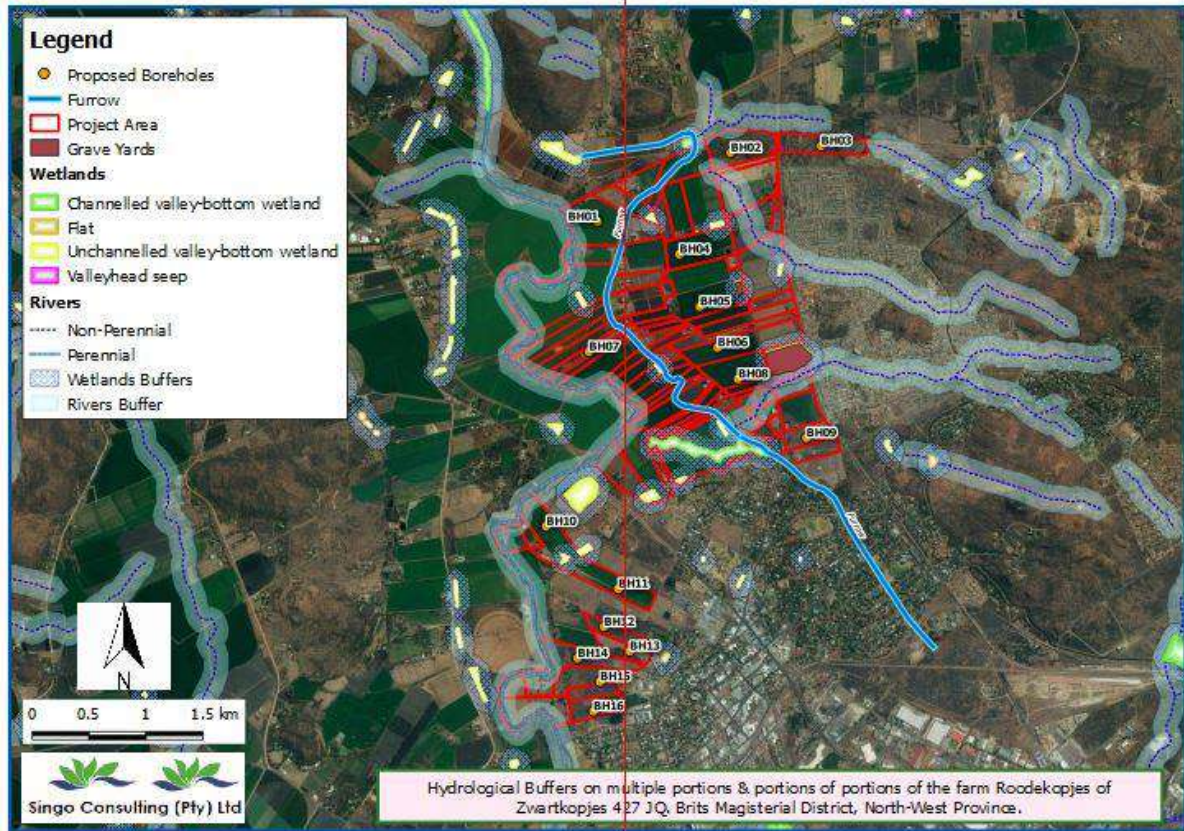 Legend
Proposed Boreholes
Furrow
Project Area
Grave Yards
Wetlands
Channelled valley-bottom wetland
Flat
Unchannelled valley-bottom wetland
Valleyhead seep
Rivers
Non-Perennial
Perennial
Wetlands Buffers
Rivers Buffer
BH02
BH03
BH01
Furrow
BH04
BH05
BH06
BH07
BH08
BH09
BH10
Furrow
BH11
BH12
BH13
BH14
BH15
BH16
N
0 0.5 1 1.5 km
Singo Consulting (Pty) Ltd
Hydrological Buffers on multiple portions & portions of portions of the farm Roodekopjes of
Zwartkopjes 427 JQ, Brits Magisterial District, North-West Province.